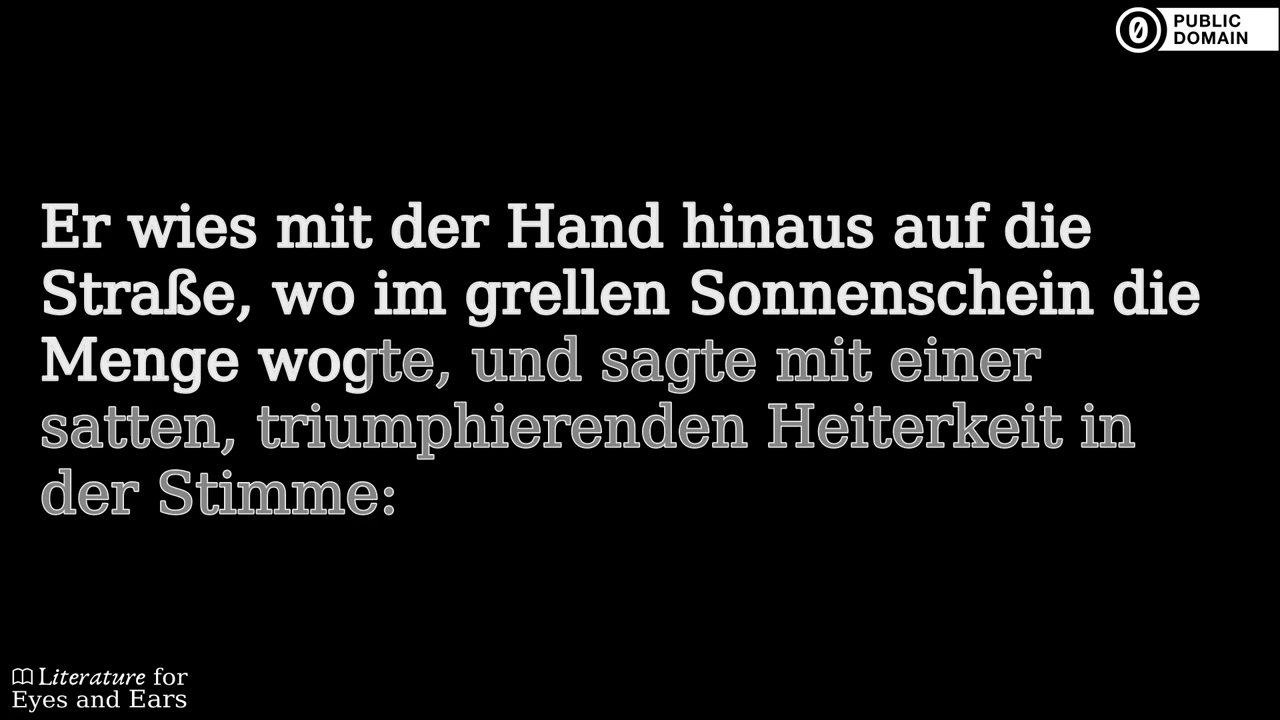 0 PUBLIC
DOMAIN
Er wies mit der Hand hinaus auf die
Straße, wo im grellen Sonnenschein die
Menge wogte, und sagte mit einer
satten, triumphierenden Heiterkeit in
der Stimme:
Literature for
Eyes and Ears